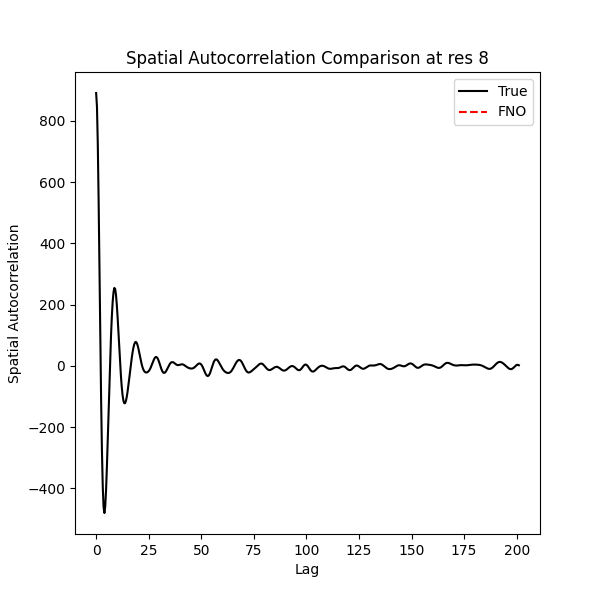 Spatial Autocorrelation Comparison at res 8
True
FNO
Spatial Autocorrelation
800
600
400
200
0
−200
−400
0 25 50 75 100 125 150 175 200
Lag